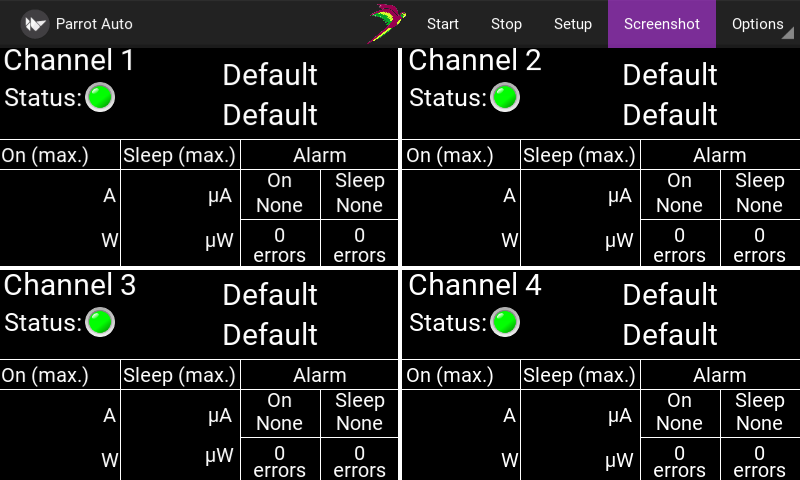 Parrot Auto
Start
Stop
Setup
Screenshot
Options
Channel 1
Default
Status:
Default
On (max.)
Sleep (max.)
Alarm
A
µA
On
None
Sleep
None
W
µW
0
errors
0
errors
Channel 2
Default
Status:
Default
On (max.)
Sleep (max.)
Alarm
A
µA
On
None
Sleep
None
W
µW
0
errors
0
errors
Channel 3
Default
Status:
Default
On (max.)
Sleep (max.)
Alarm
A
µA
On
None
Sleep
None
W
µW
0
errors
0
errors
Channel 4
Default
Status:
Default
On (max.)
Sleep (max.)
Alarm
A
µA
On
None
Sleep
None
W
µW
0
errors
0
errors